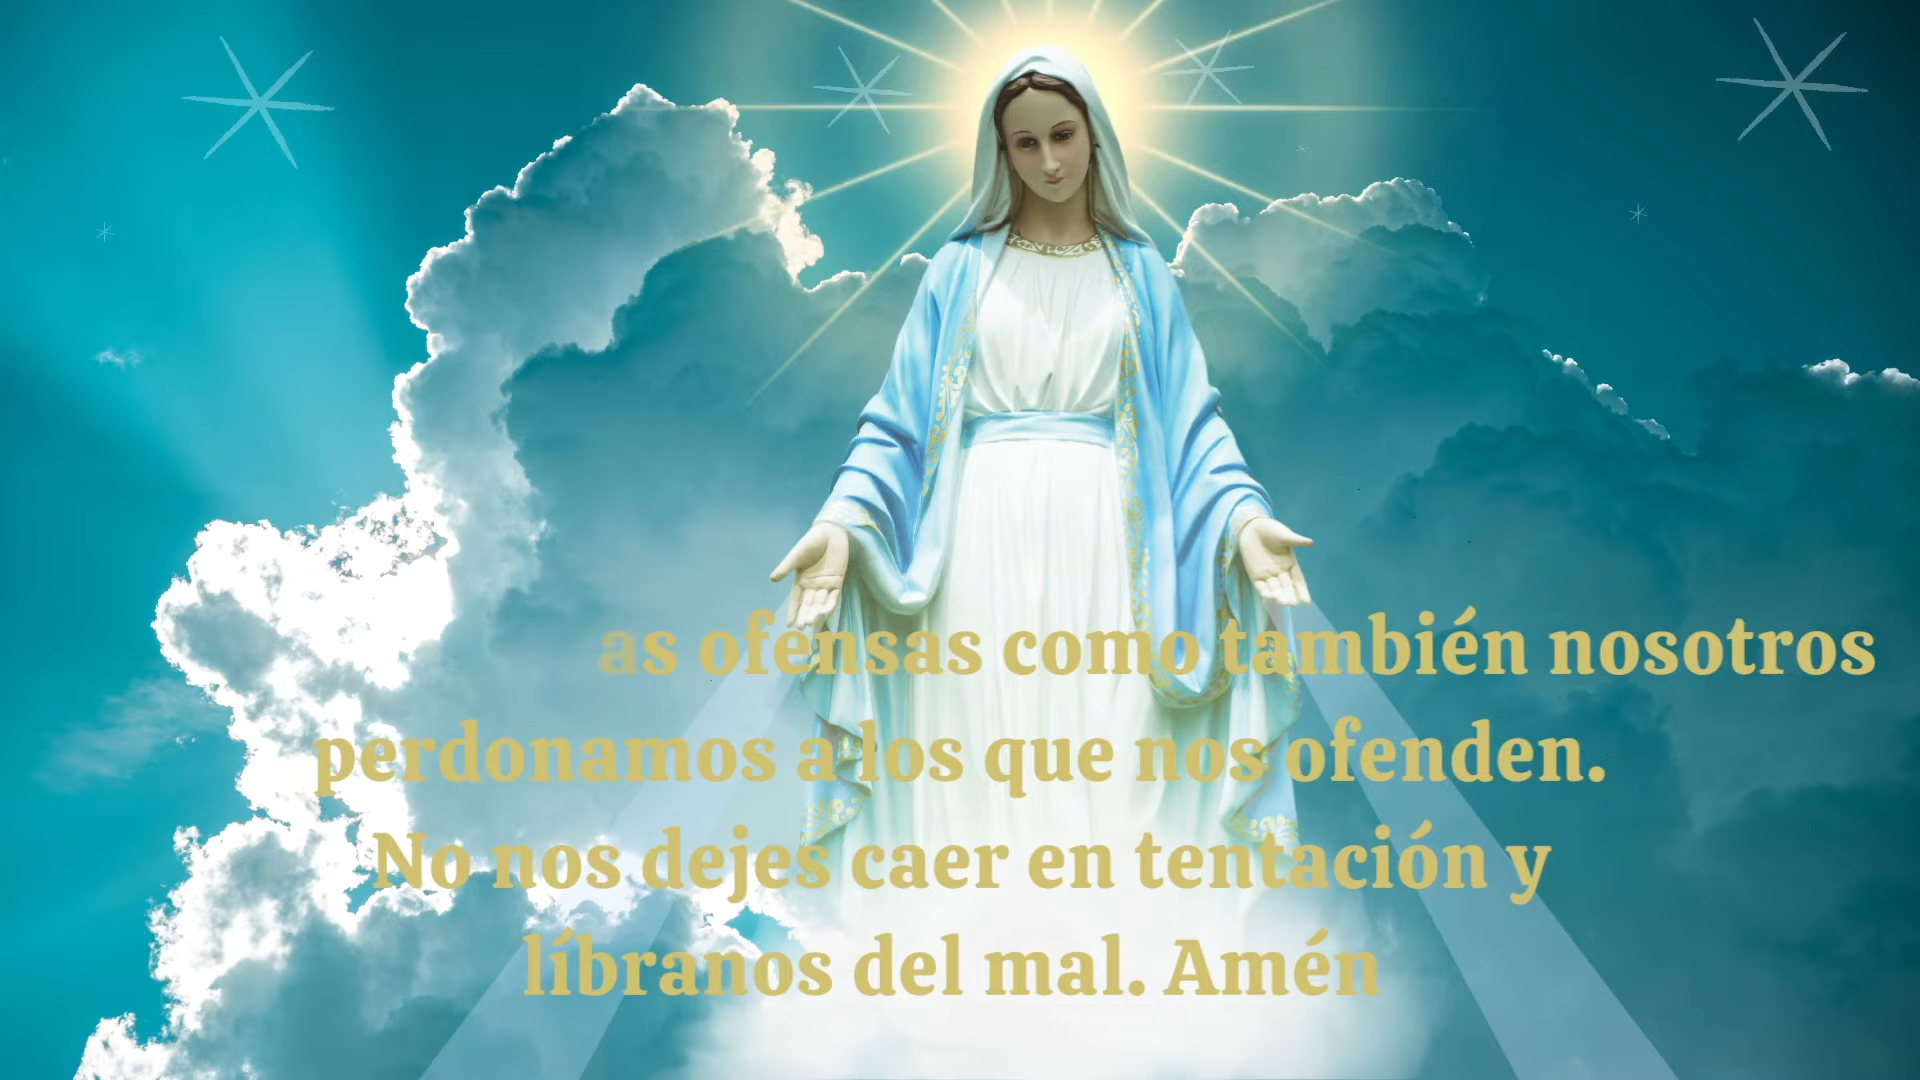 as ofensas como también nosotros
perdonamos a los que nos ofenden.
No nos dejes caer en tentación y
líbranos del mal. Amén